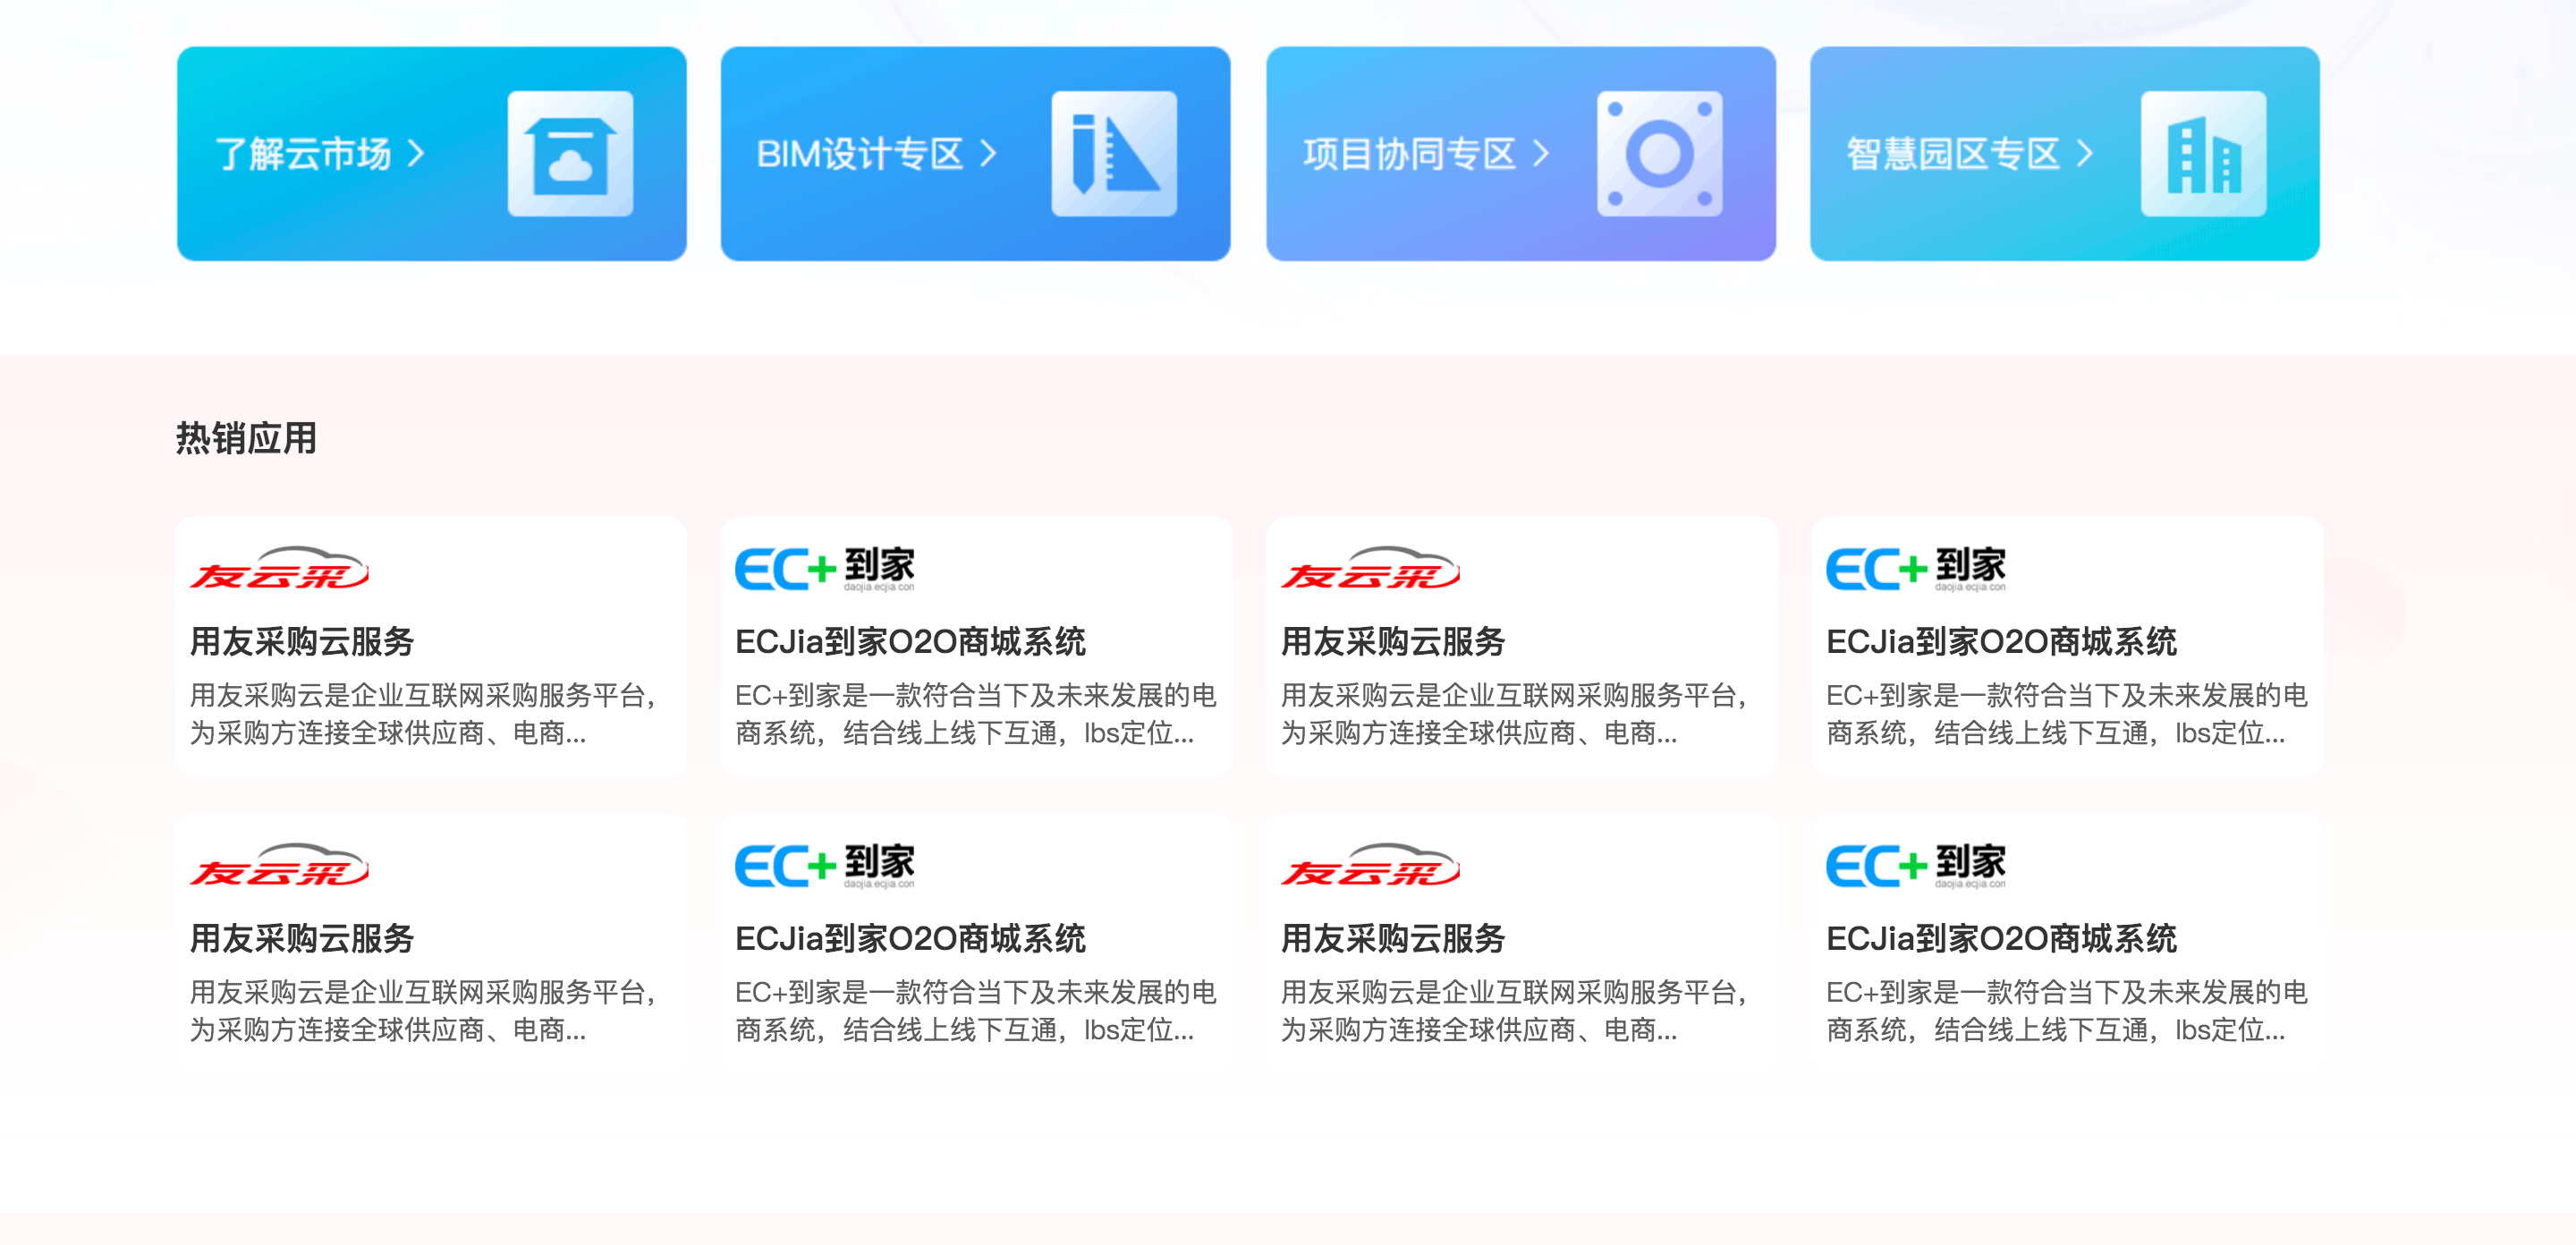 了解云市场
BIM设计专区
项目协同专区
智慧园区专区
热销应用
友云采
用友采购云服务
用友采购云是企业互联网采购服务平台，
为采购方连接全球供应商、电商...
EC+到家
daojia.ecjia.con
ECJia到家O2O商城系统
EC+到家是一款符合当下及未来发展的电
商系统，结合线上线下互通，lbs定位...
友云采
用友采购云服务
用友采购云是企业互联网采购服务平台，
为采购方连接全球供应商、电商...
EC+到家
daojia.ecjia.con
ECJia到家O2O商城系统
EC+到家是一款符合当下及未来发展的电
商系统，结合线上线下互通，lbs定位...
友云采
用友采购云服务
用友采购云是企业互联网采购服务平台，
为采购方连接全球供应商、电商...
EC+到家
daojia.ecjia.con
ECJia到家O2O商城系统
EC+到家是一款符合当下及未来发展的电
商系统，结合线上线下互通，lbs定位...
友云采
用友采购云服务
用友采购云是企业互联网采购服务平台，
为采购方连接全球供应商、电商...
EC+到家
daojia.ecjia.con
ECJia到家O2O商城系统
EC+到家是一款符合当下及未来发展的电
商系统，结合线上线下互通，lbs定位...